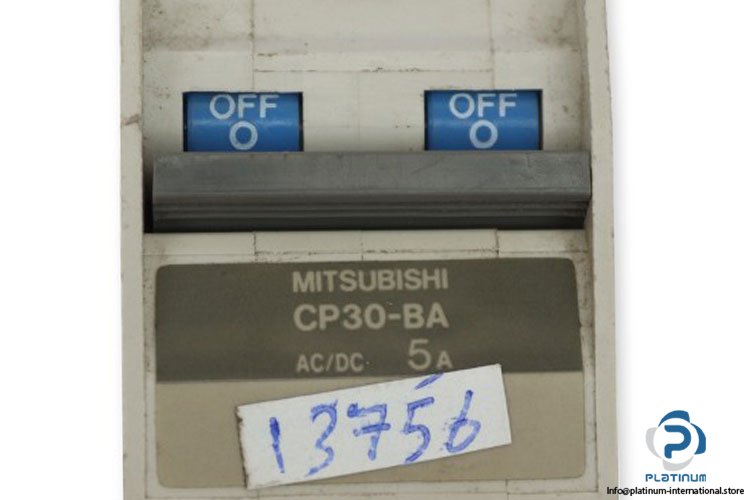 OFF OFF
O O
MITSUBISHI
CP30-BA
AC/DC 5A
13756
PLATINUM
Info@platinum-international.store